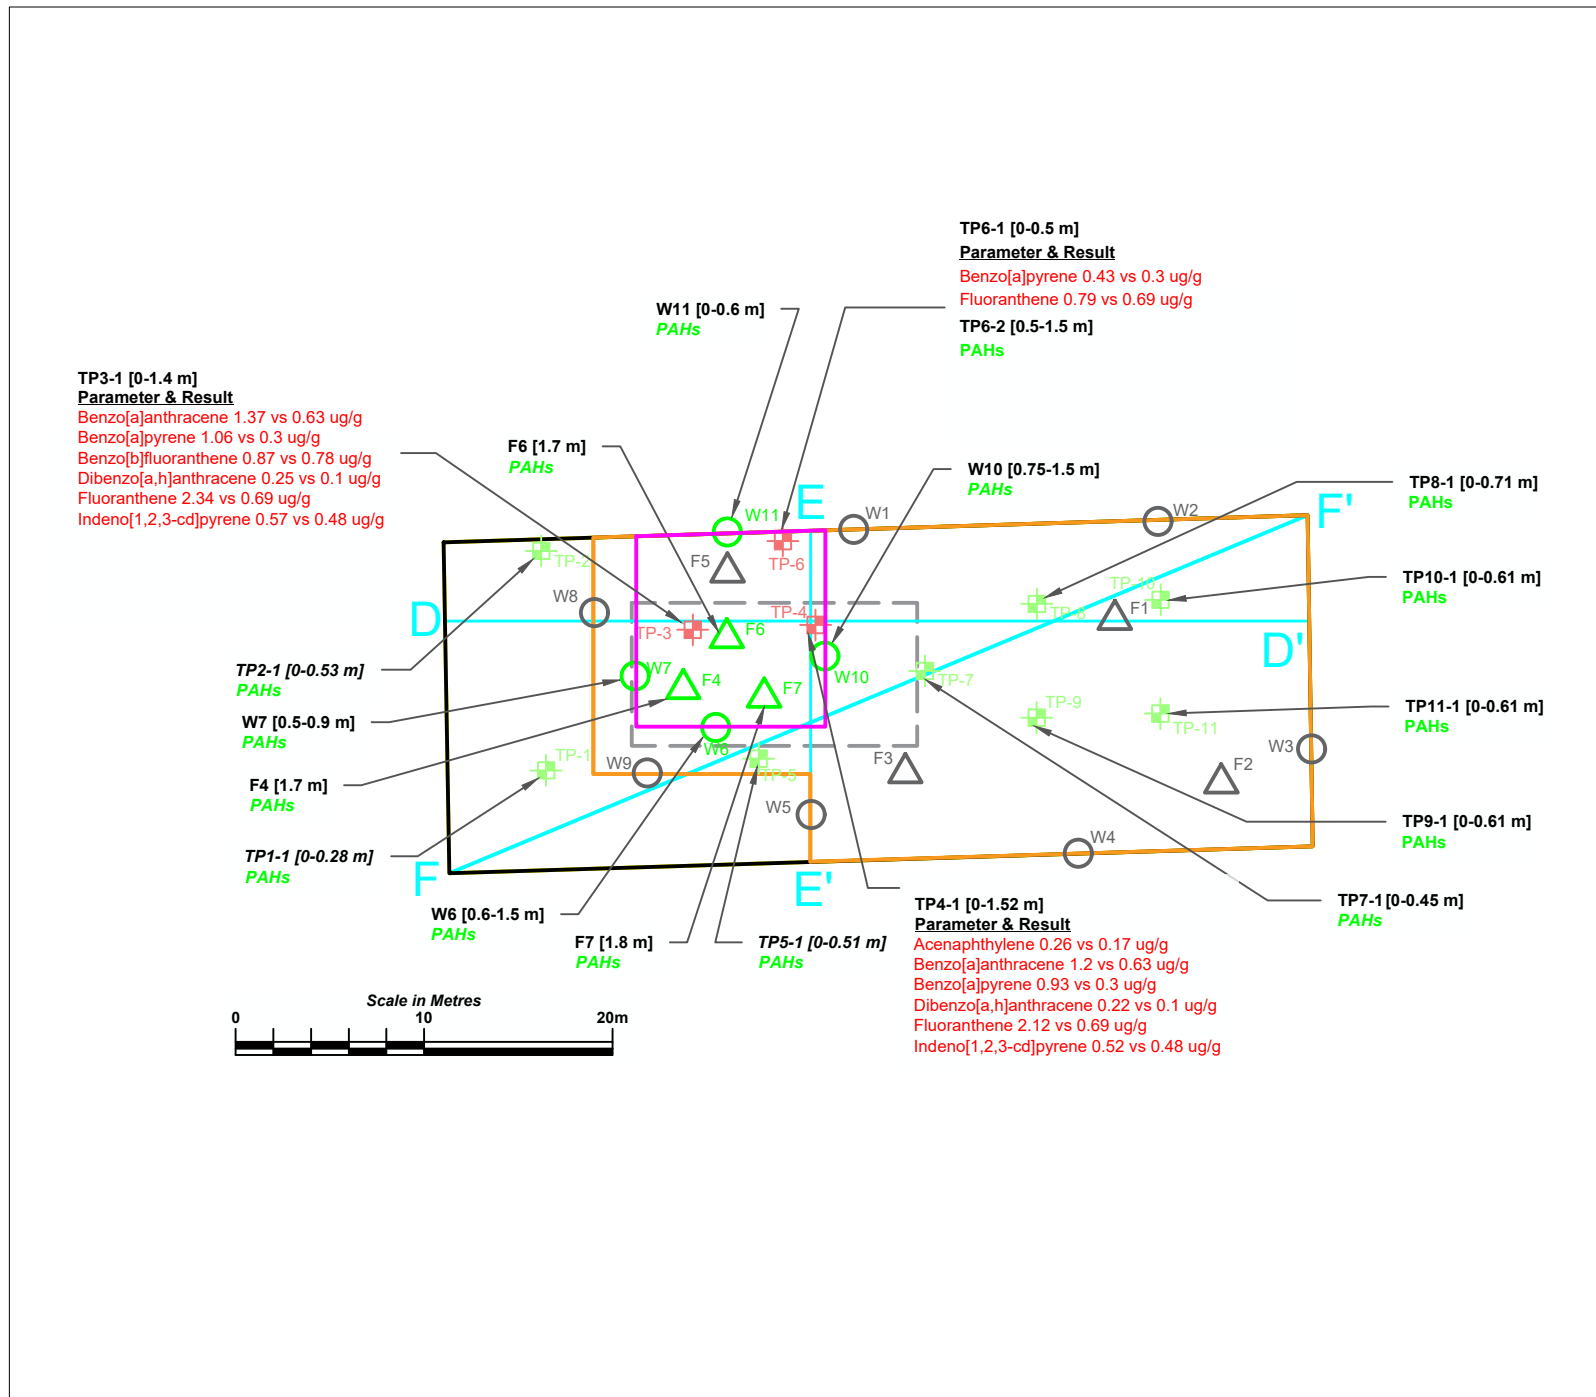 TP6-1 [0-0.5 m]
Parameter & Result
Benzo[a]pyrene 0.43 vs 0.3 ug/g
Fluoranthene 0.79 vs 0.69 ug/g
TP6-2 [0.5-1.5 m]
PAHs
W11 [0-0.6 m]
PAHs
TP3-1 [0-1.4 m]
Parameter & Result
Benzo[a]anthracene 1.37 vs 0.63 ug/g
Benzo[a]pyrene 1.06 vs 0.3 ug/g
Benzo[b]fluoranthene 0.87 vs 0.78 ug/g
Dibenzo[a,h]anthracene 0.25 vs 0.1 ug/g
Fluoranthene 2.34 vs 0.69 ug/g
Indeno[1,2,3-cd]pyrene 0.57 vs 0.48 ug/g
F6 [1.7 m]
PAHs
W10 [0.75-1.5 m]
PAHs
TP8-1 [0-0.71 m]
PAHs
E
F'
W11
W1
W2
TP-2
F5
TP-6
TP10-1 [0-0.61 m]
PAHs
W8
D
TP-3
F6
TP-4
TP-8
TP-10
F1
D'
TP2-1 [0-0.53 m]
PAHs
W7
F4
F7
W10
TP-7
TP-9
TP-11
W3
TP11-1 [0-0.61 m]
PAHs
W7 [0.5-0.9 m]
PAHs
W6
TP-1
W9
TP-5
F3
F2
F4 [1.7 m]
PAHs
W5
W4
TP9-1 [0-0.61 m]
PAHs
TP1-1 [0-0.28 m]
PAHs
F
E'
TP7-1 [0-0.45 m]
PAHs
W6 [0.6-1.5 m]
PAHs
F7 [1.8 m]
PAHs
TP5-1 [0-0.51 m]
PAHs
TP4-1 [0-1.52 m]
Parameter & Result
Acenaphthylene 0.26 vs 0.17 ug/g
Benzo[a]anthracene 1.2 vs 0.63 ug/g
Benzo[a]pyrene 0.93 vs 0.3 ug/g
Dibenzo[a,h]anthracene 0.22 vs 0.1 ug/g
Fluoranthene 2.12 vs 0.69 ug/g
Indeno[1,2,3-cd]pyrene 0.52 vs 0.48 ug/g
Scale in Metres
0 10 20m